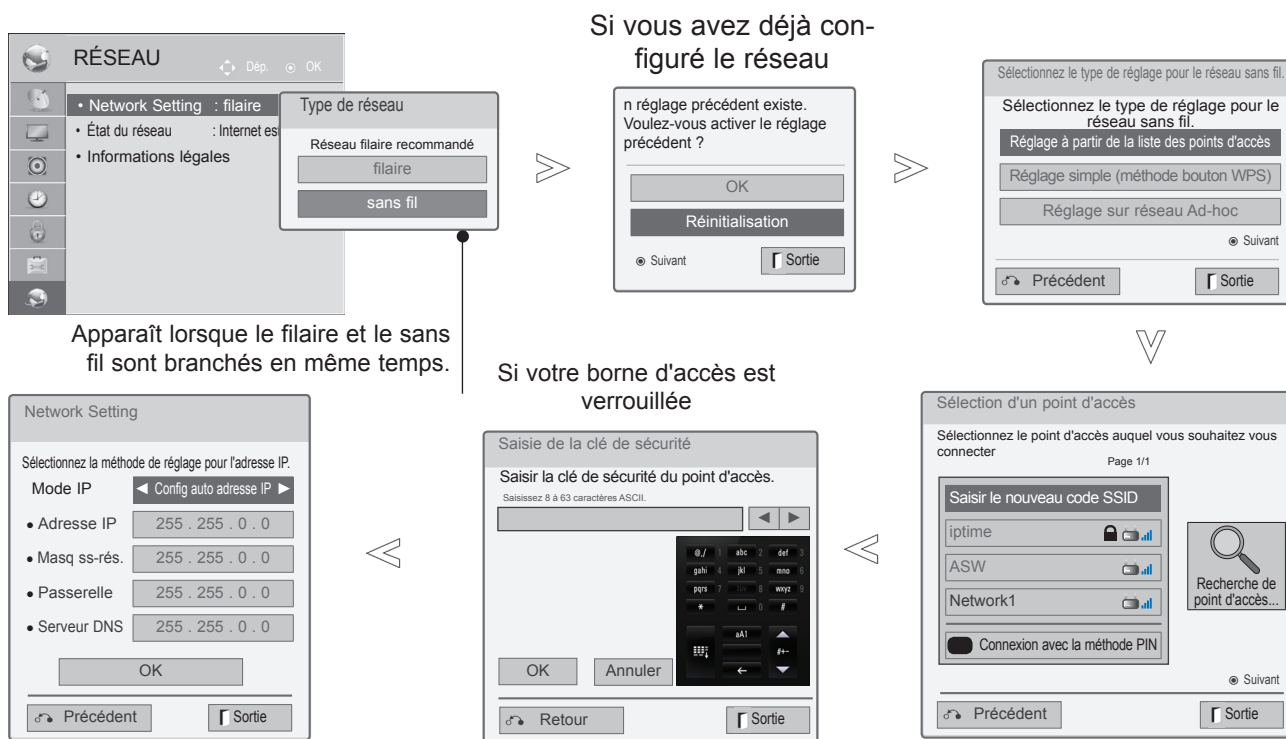 RÉSEAU
Dép. OK
• Network Setting : filaire
• État du réseau : Internet es
• Informations légales
Type de réseau
Réseau filaire recommandé
filaire
sans fil
Apparaît lorsque le filaire et le sans
fil sont branchés en même temps.
Si vous avez déjà con-
figuré le réseau
n réglage précédent existe.
Voulez-vous activer le réglage
précédent ?
OK
Réinitialisation
Suivant
Sortie
Sélectionnez le type de réglage pour le réseau sans fil.
Sélectionnez le type de réglage pour le
réseau sans fil.
Réglage à partir de la liste des points d'accès
Réglage simple (méthode bouton WPS)
Réglage sur réseau Ad-hoc
Suivant
Précédent
Sortie
Sélection d'un point d'accès
Sélectionnez le point d'accès auquel vous souhaitez vous
connecter
Page 1/1
Saisir le nouveau code SSID
iptime
ASW
Network1
Connexion avec la méthode PIN
Recherche de
point d'accès...
Suivant
Précédent
Sortie
Si votre borne d'accès est
verrouillée
Saisie de la clé de sécurité
Saisir la clé de sécurité du point d'accès.
Saisissez 8 à 63 caractères ASCII.
@./ 1 abc 2 def 3
gahi 4 jkl 5 mno 6
pqrs 7 tuv 8 wxyz 9
* 0 #
aA1
#+-
OK
Annuler
Retour
Sortie
Network Setting
Sélectionnez la méthode de réglage pour l'adresse IP.
Mode IP ◄ Config auto adresse IP ►
• Adresse IP 255 . 255 . 0 . 0
• Masq ss-rés. 255 . 255 . 0 . 0
• Passerelle 255 . 255 . 0 . 0
• Serveur DNS 255 . 255 . 0 . 0
OK
Précédent
Sortie